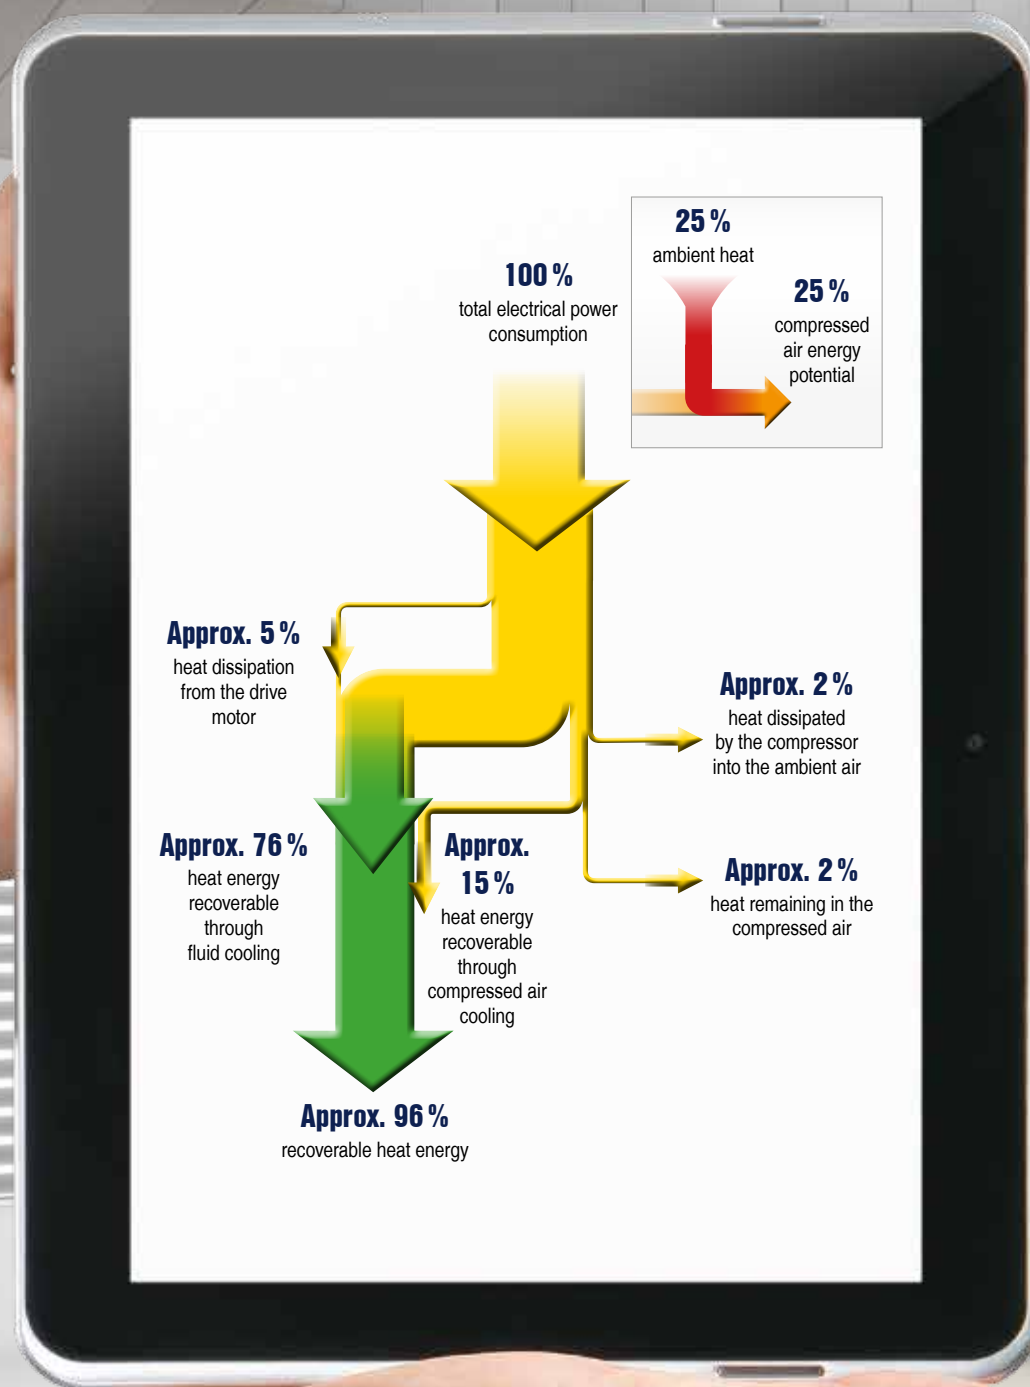 25 %
ambient heat
25 %
compressed
air energy
potential
100 %
total electrical power
consumption
Approx. 5 %
heat dissipation
from the drive
motor
Approx. 2 %
heat dissipated
by the compressor
into the ambient air
Approx. 76 %
heat energy
recoverable
through
fluid cooling
Approx.
15 %
heat energy
recoverable
through
compressed air
cooling
Approx. 2 %
heat remaining in the
compressed air
Approx. 96 %
recoverable heat energy